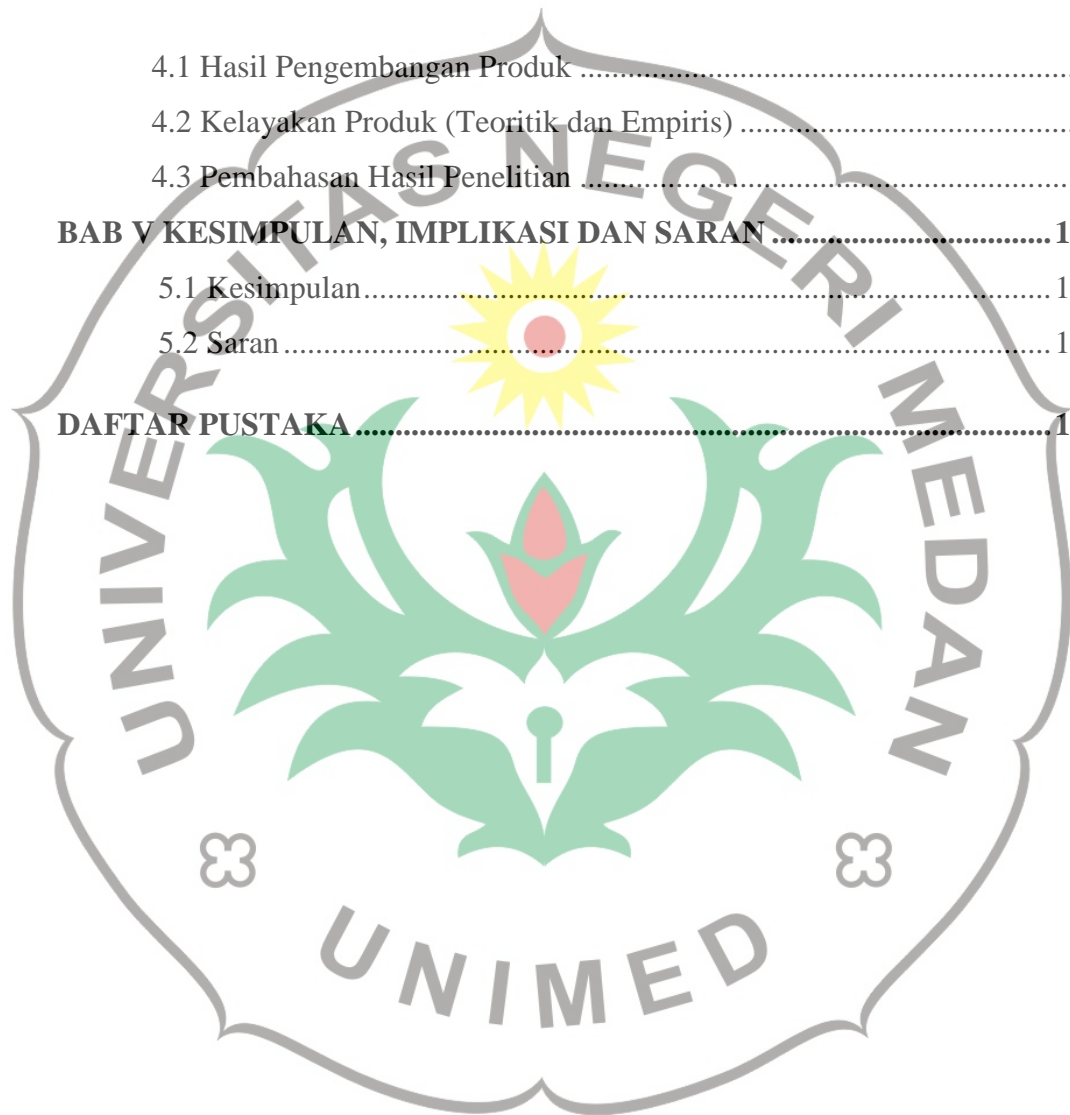 4.1 Hasil Pengembangan Produk ..........................................................................
4.2 Kelayakan Produk (Teoritik dan Empiris) ..................................................
4.3 Pembahasan Hasil Penelitian ..........................................................................
BAB V KESIMPULAN, IMPLIKASI DAN SARAN .................................. 1
5.1 Kesimpulan .................................................................................................... 1
5.2 Saran ................................................................................................................ 1
DAFTAR PUSTAKA ......................................................................................1
UNIVERSITAS NEGERI MEDAN
UNIMED